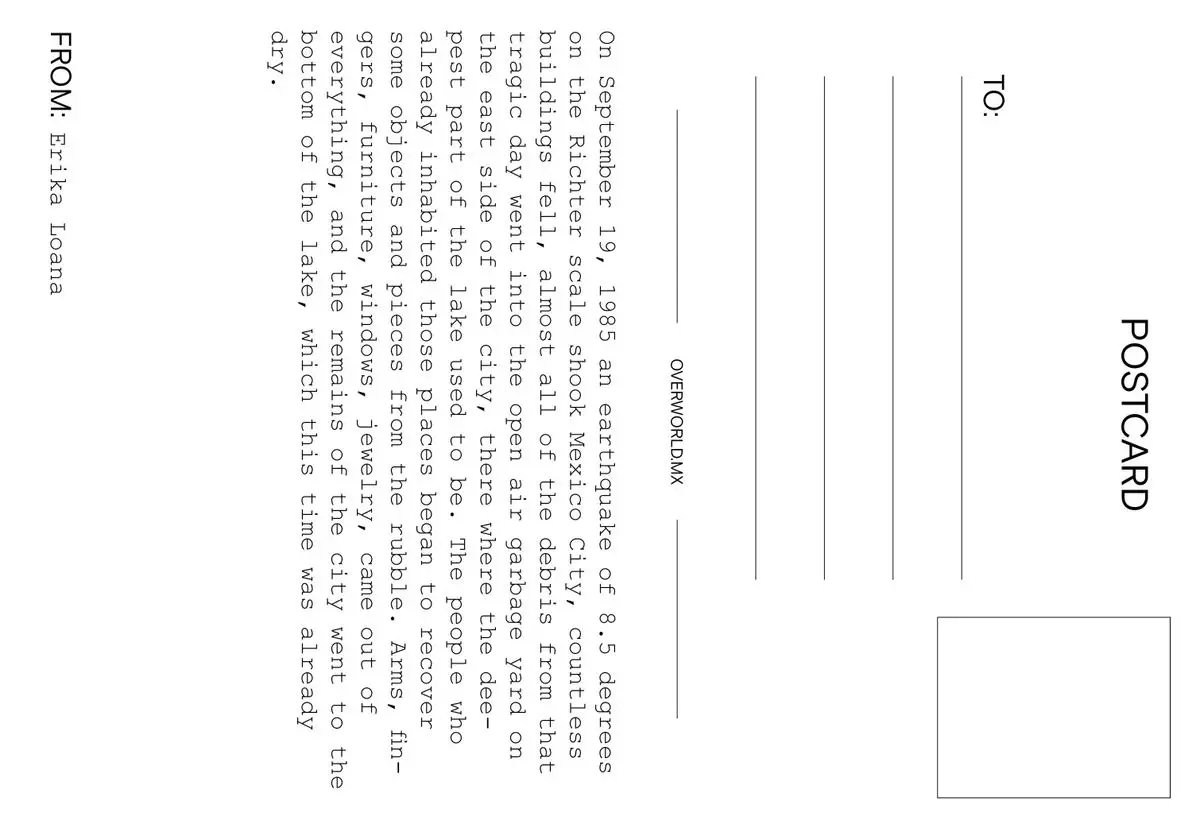 POSTCARD
TO:
OVERWORLD.MX
On September 19, 1985 an earthquake of 8.5 degrees
on the Richter scale shook Mexico City, countless
buildings fell, almost all of the debris from that
tragic day went into the open air garbage yard on
the east side of the city, there where the dee-
pest part of the lake used to be. The people who
already inhabited those places began to recover
some objects and pieces from the rubble. Arms, fin-
gers, furniture, windows, jewelry, came out of
everything, and the remains of the city went to the
bottom of the lake, which this time was already
dry.
FROM: Erika Loana